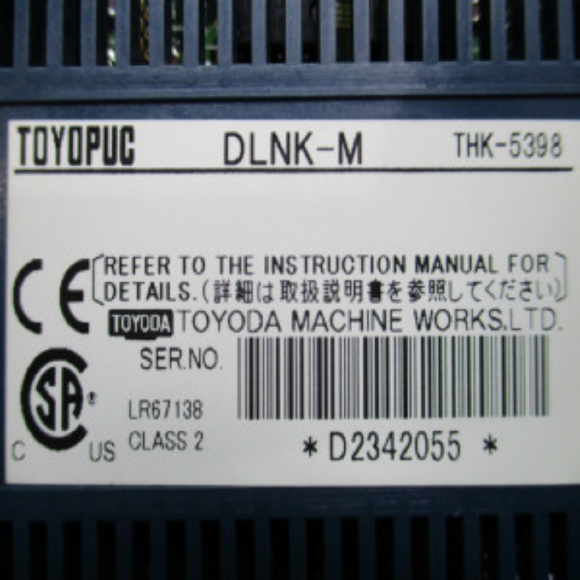 TOYOPUC DLNK-M THK-5398
CE [REFER TO THE INSTRUCTION MANUAL FOR
DETAILS.(詳細は取扱説明書を参照してください)]
TOYODA TOYODA MACHINE WORKS,LTD.
SER.NO.
SA ®
LR67138
C US CLASS 2
*D2342055 *